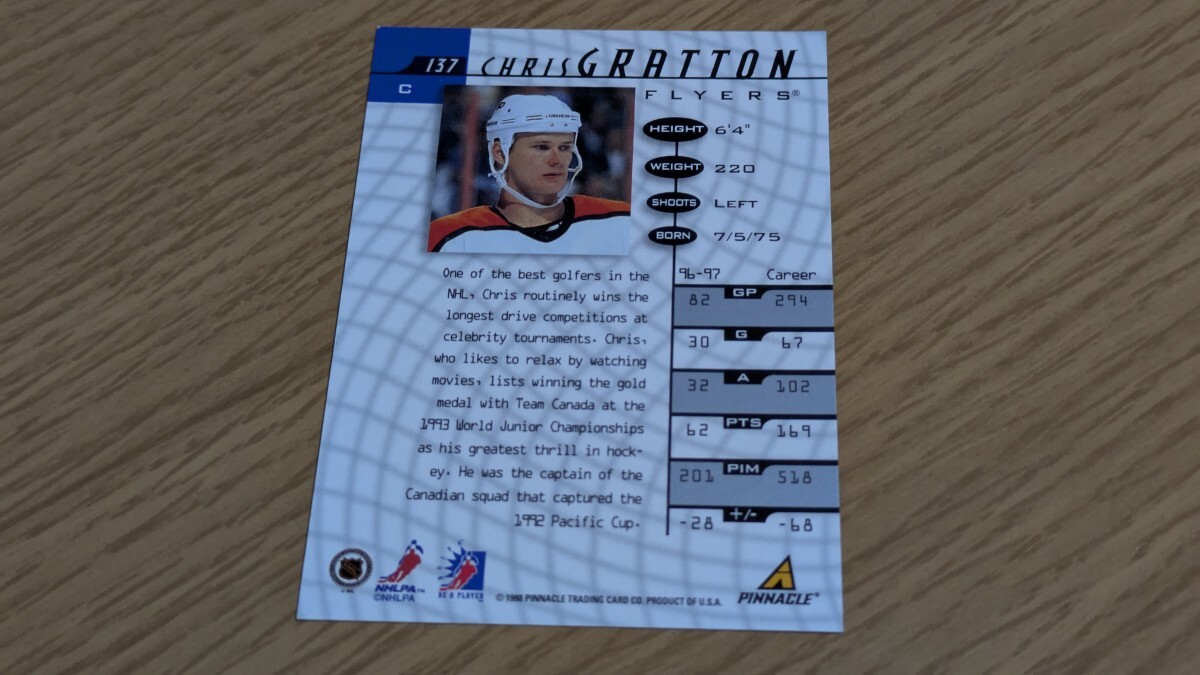 137 CHRIS GRATTON
C
FLYERS®
HEIGHT 6'4"
WEIGHT 220
SHOOTS LEFT
BORN 7/5/75
One of the best golfers in the
NHL, Chris routinely wins the
longest drive competitions at
celebrity tournaments. Chris,
who likes to relax by watching
movies, lists winning the gold
medal with Team Canada at the
1993 World Junior Championships
as his greatest thrill in hock-
ey. He was the captain of the
Canadian squad that captured the
1992 Pacific Cup.
96-97 Career
82 GP 294
30 G 67
32 A 102
62 PTS 169
201 PIM 518
-28 +/- -68
NHLPA™
©NHLPA
BE A PLAYER
© 1998 PINNACLE TRADING CARD CO. PRODUCT OF U.S.A.
PINNACLE®